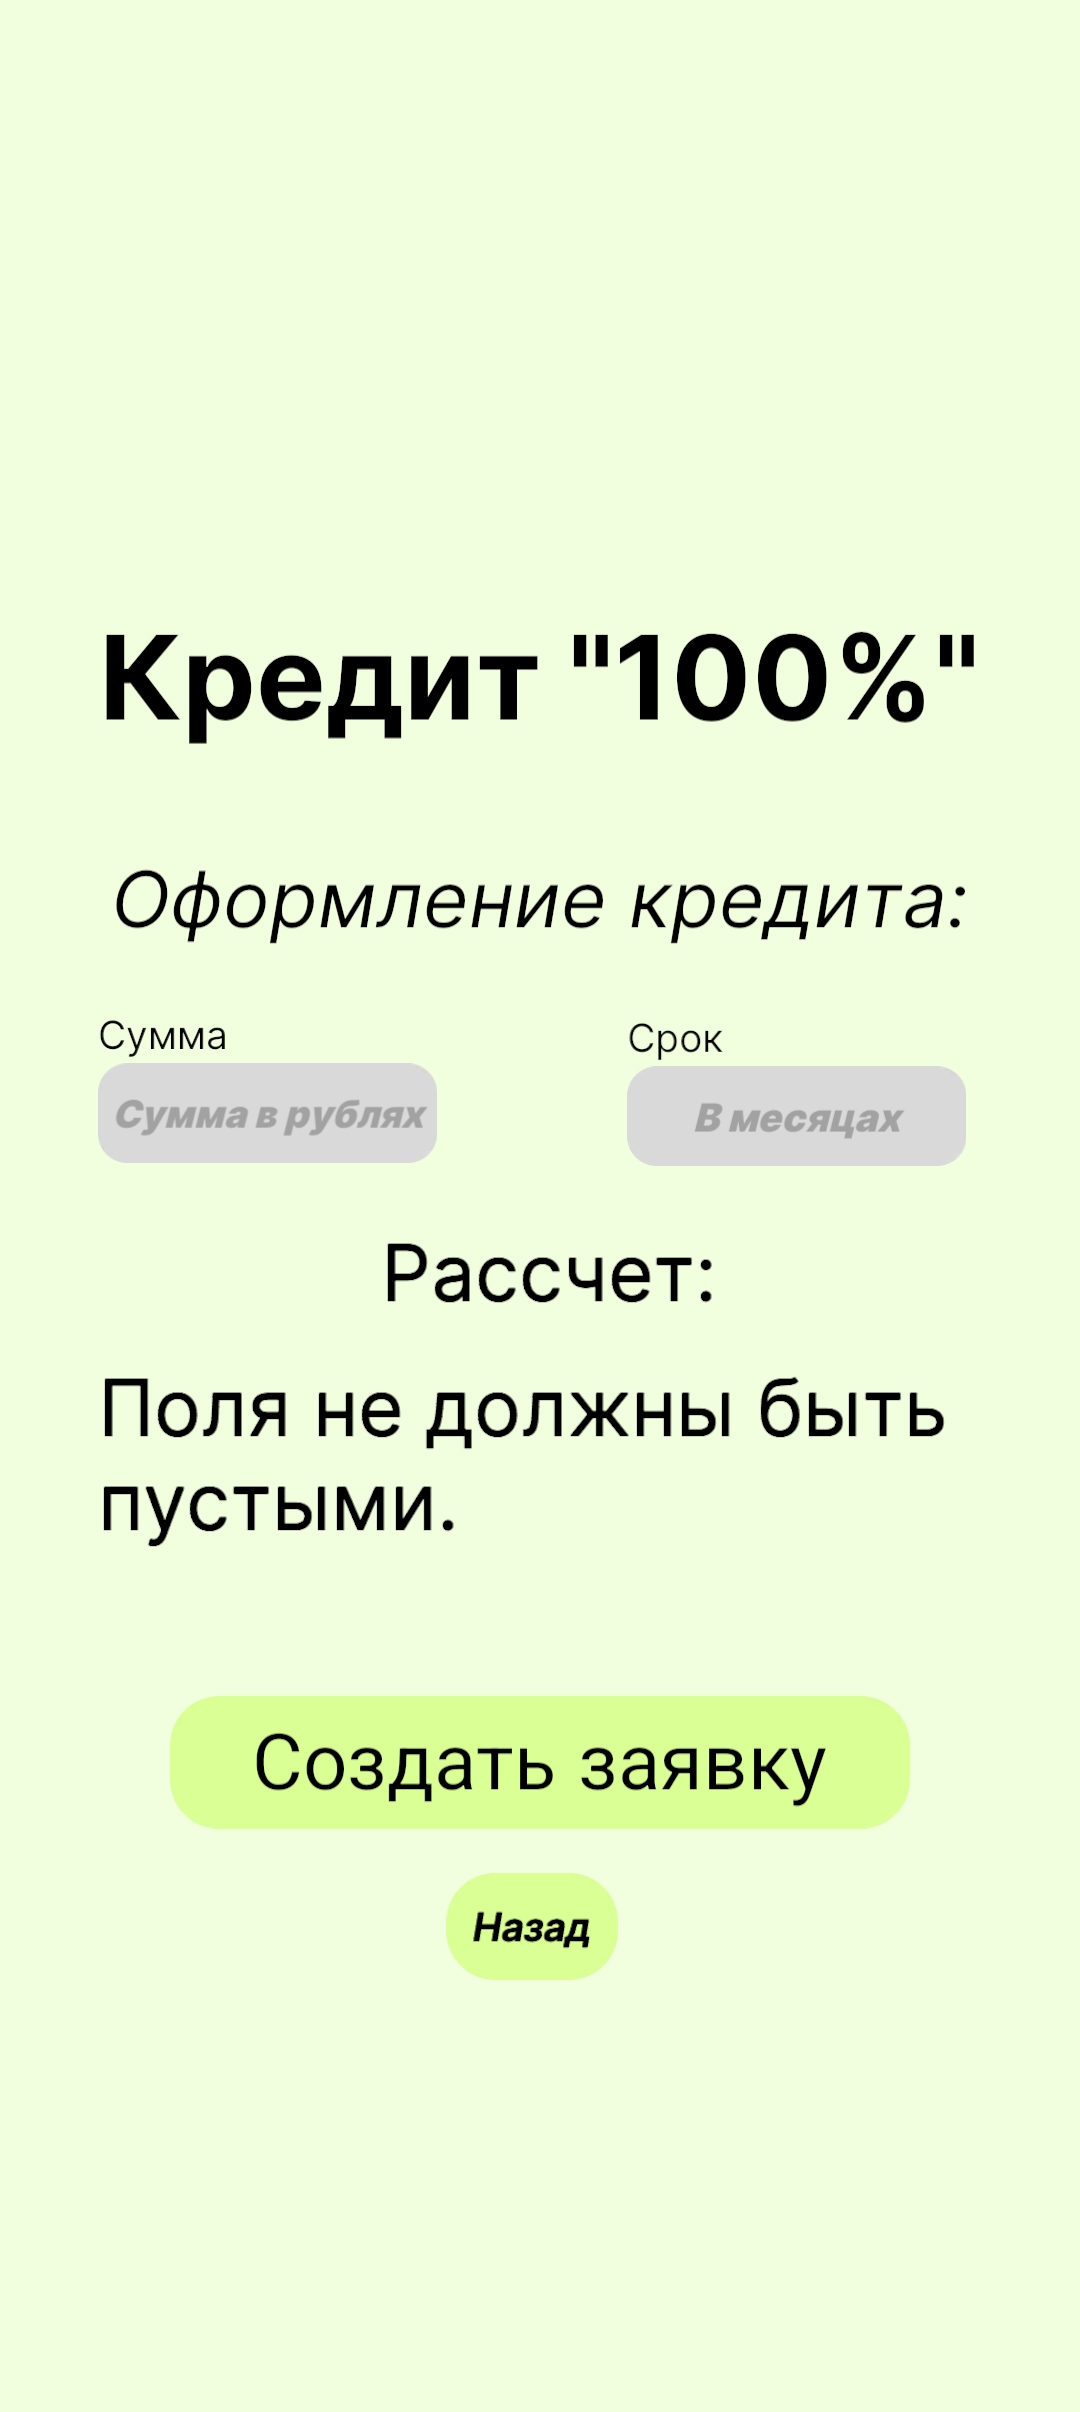 Кредит "100%"
Оформление кредита:
Сумма
Срок
Сумма в рублях
В месяцах
Рассчет:
Поля не должны быть
пустыми.
Создать заявку
Назад